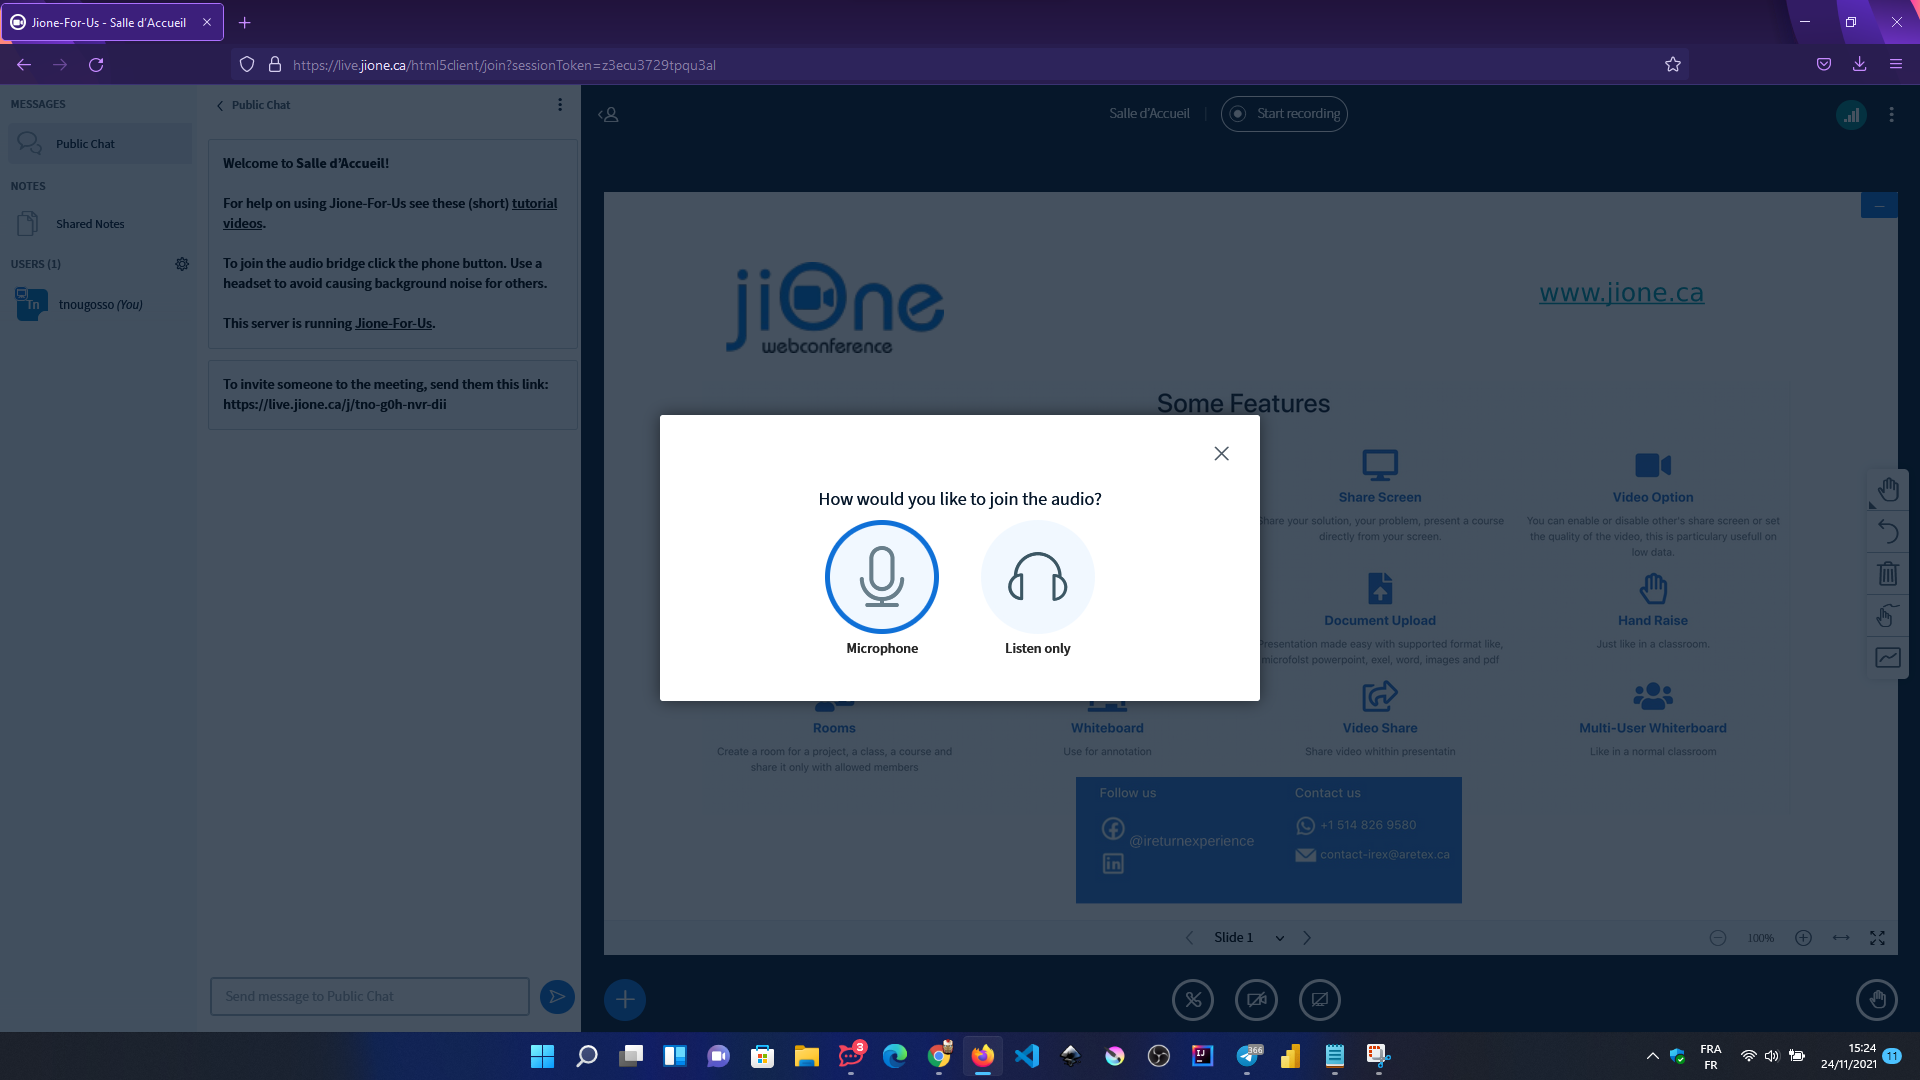 Jione-For-Us - Salle d'Accueil
https://live.jione.ca/html5client/join?sessionToken=z3ecu3729tpqu3al
MESSAGES
Public Chat
NOTES
Shared Notes
USERS (1)
Tn
tnougosso (You)
Public Chat
Welcome to Salle d'Accueil!
For help on using Jione-For-Us see these (short) tutorial
videos.
To join the audio bridge click the phone button. Use a
headset to avoid causing background noise for others.
This server is running Jione-For-Us.
To invite someone to the meeting, send them this link:
https://live.jione.ca/j/tno-g0h-nvr-dii
Send message to Public Chat
Salle d'Accueil
Start recording
jiOne
webconference
www.jione.ca
Some Features
How would you like to join the audio?
Microphone
Listen only
Share Screen
Share your solution, your problem, present a course
directly from your screen.
Video Option
You can enable or disable other's share screen or set
the quality of the video, this is particulary usefull on
low data.
Document Upload
Presentation made easy with supported format like,
microfolst powerpoint, exel, word, images and pdf
Hand Raise
Just like in a classroom.
Rooms
Create a room for a project, a class, a course and
share it only with allowed members
Whiteboard
Use for annotation
Video Share
Share video whithin presentatin
Multi-User Whiterboard
Like in a normal classroom
Follow us
@ireturnexperience
Contact us
+1 514 826 9580
contact-irex@aretex.ca
Slide 1
100%
3
IJ
366
FRA
FR
15:24
24/11/2021
11